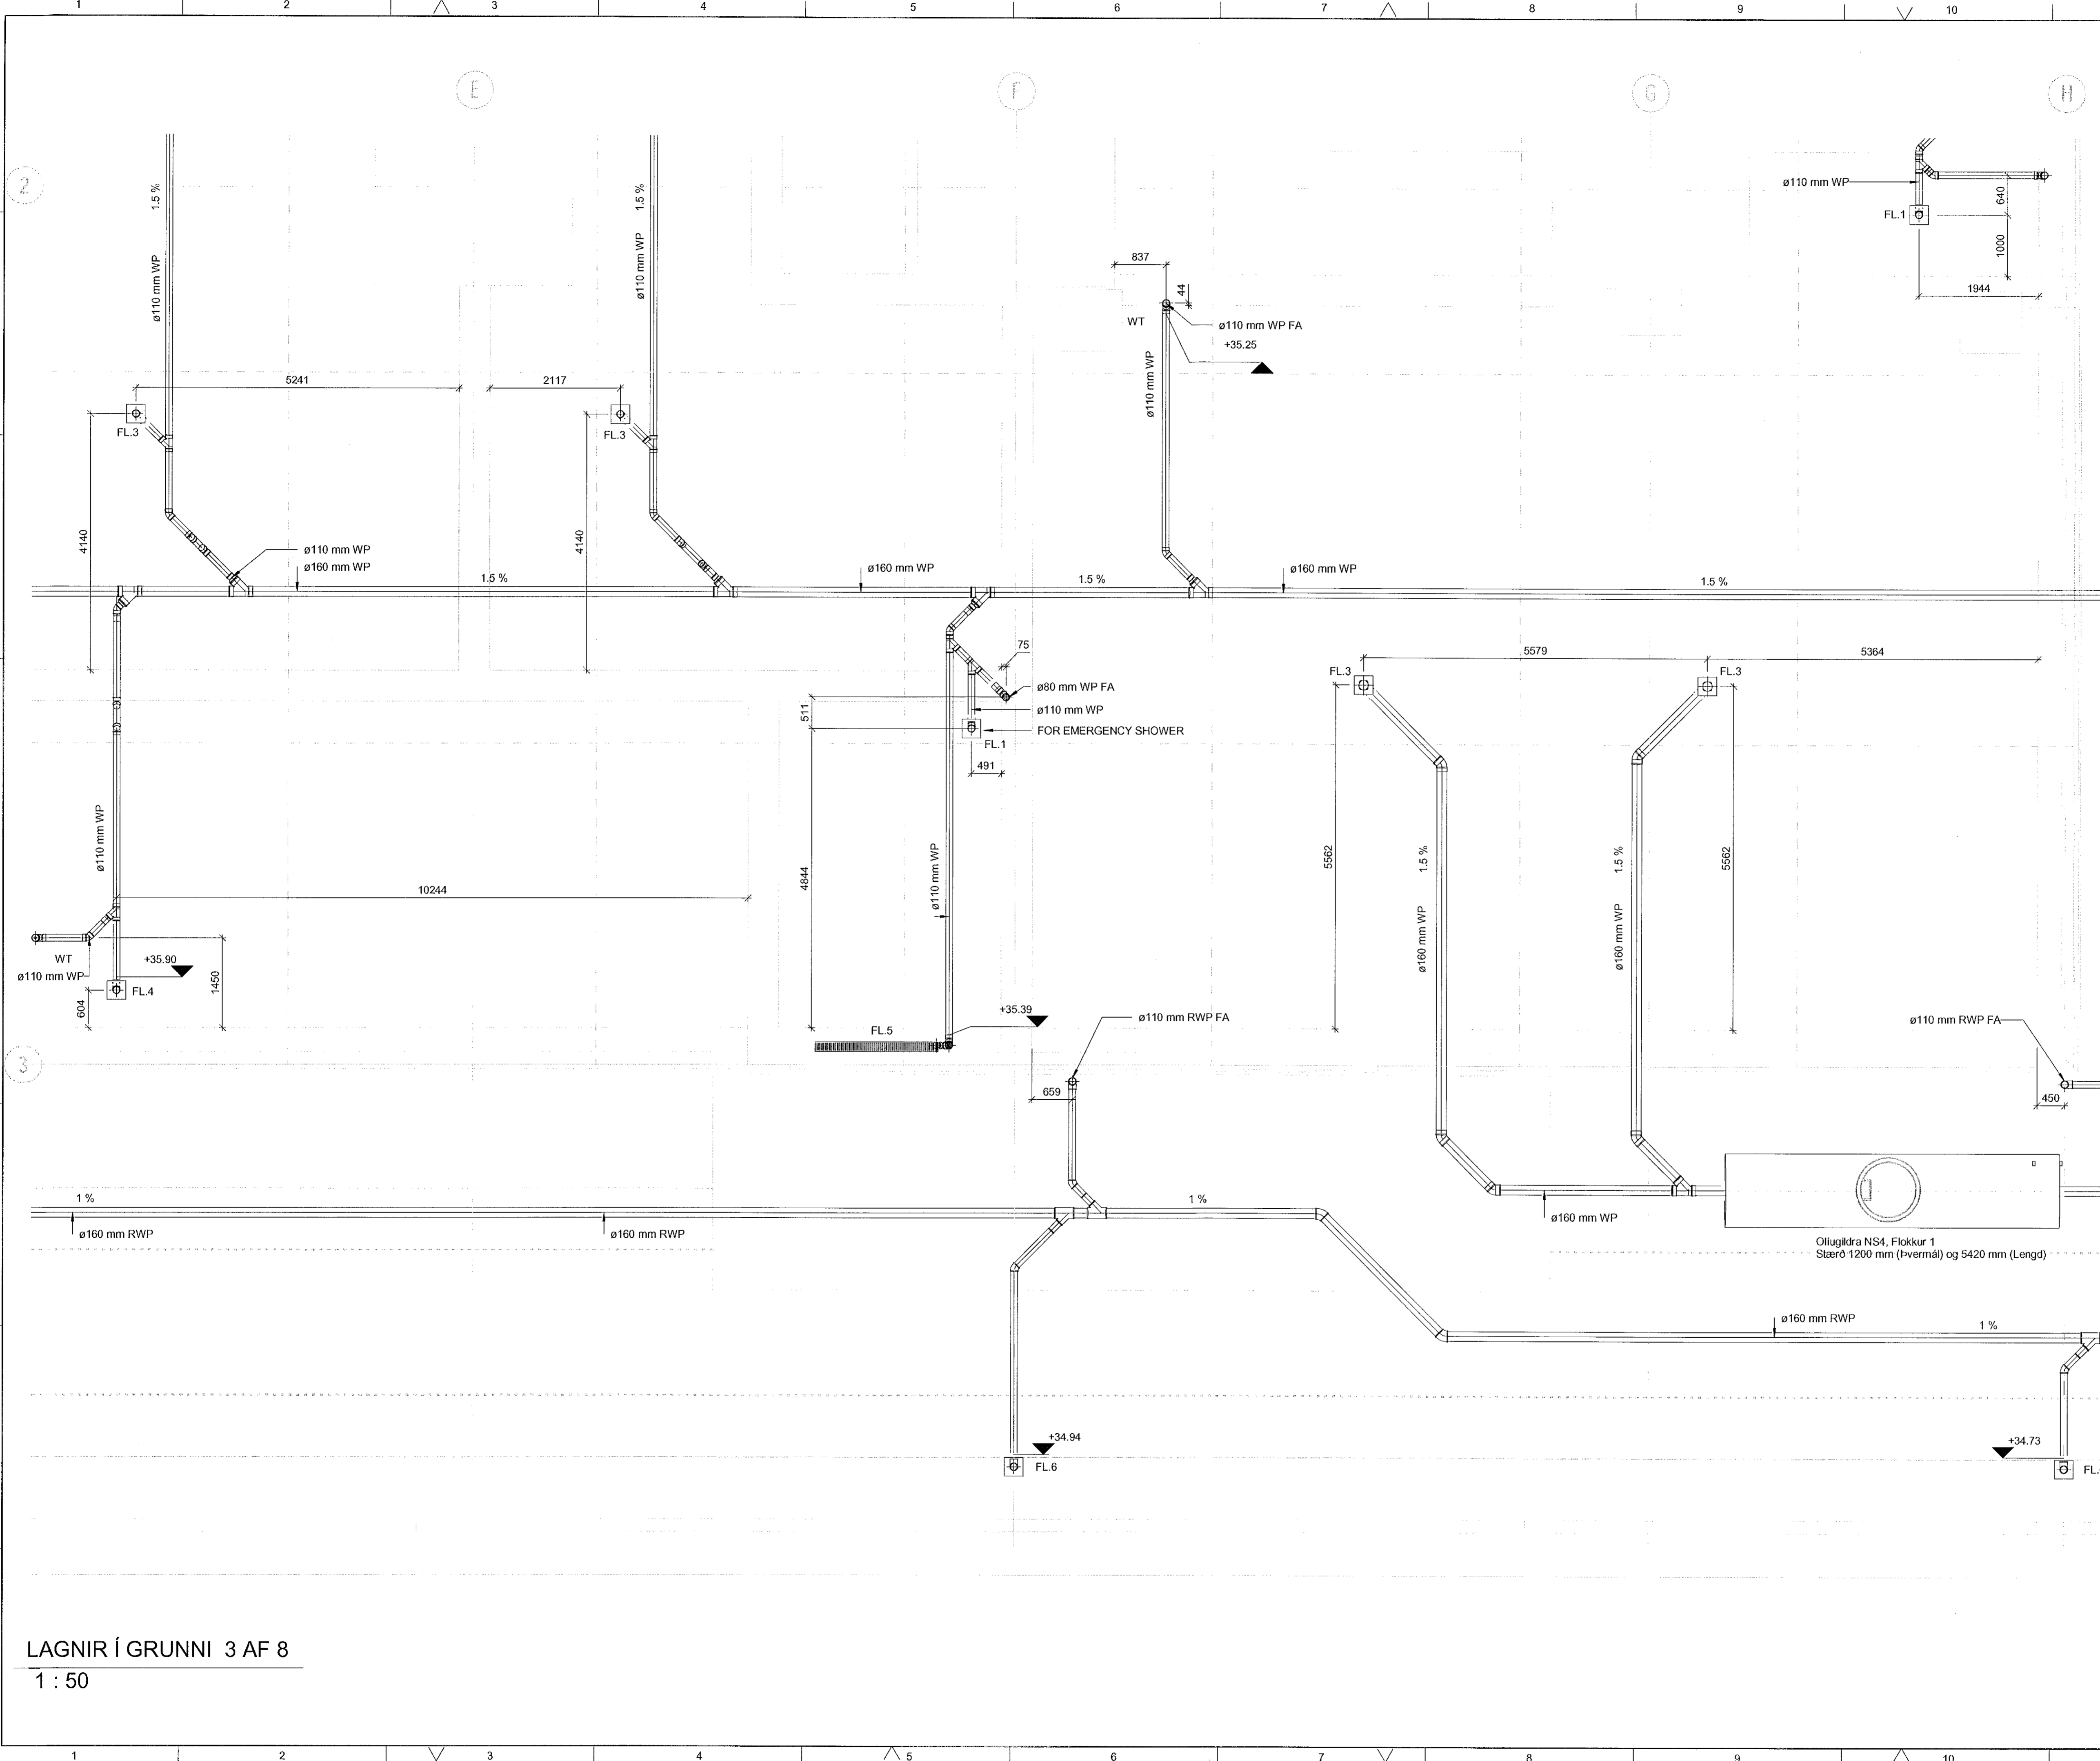 1 2 3 4 5 6 7 8 9 10
E F G H
2
1.5 %
ø110 mm WP
1.5 %
ø110 mm WP
ø110 mm WP
FL.1
640
1000
1944
837
44
WT
ø110 mm WP FA
+35.25
ø110 mm WP
5241
2117
FL.3
FL.3
4140
4140
ø110 mm WP
ø160 mm WP
1.5 %
ø160 mm WP
1.5 %
ø160 mm WP
1.5 %
75
ø80 mm WP FA
ø110 mm WP
FOR EMERGENCY SHOWER
FL.1
491
511
4844
ø110 mm WP
FL.3
5579
FL.3
5364
5562
1.5 %
ø160 mm WP
1.5 %
ø160 mm WP
5562
ø110 mm WP
10244
WT
ø110 mm WP
+35.90
FL.4
604
1450
FL.5
+35.39
ø110 mm RWP FA
659
ø110 mm RWP FA
450
3
1 %
ø160 mm RWP
ø160 mm RWP
1 %
ø160 mm WP
Olíugildra NS4, Flokkur 1
Stærð 1200 mm (Þvermál) og 5420 mm (Lengd)
ø160 mm RWP
1 %
+34.94
FL.6
+34.73
FL.
LAGNIR Í GRUNNI 3 AF 8
1 : 50
1 2 3 4 5 6 7 8 9 10